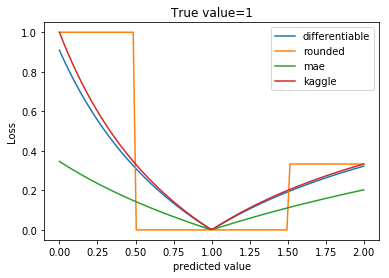 True value=1
differentiable
rounded
mae
kaggle
1.0
0.8
0.6
0.4
0.2
0.0
Loss
0.00 0.25 0.50 0.75 1.00 1.25 1.50 1.75 2.00
predicted value